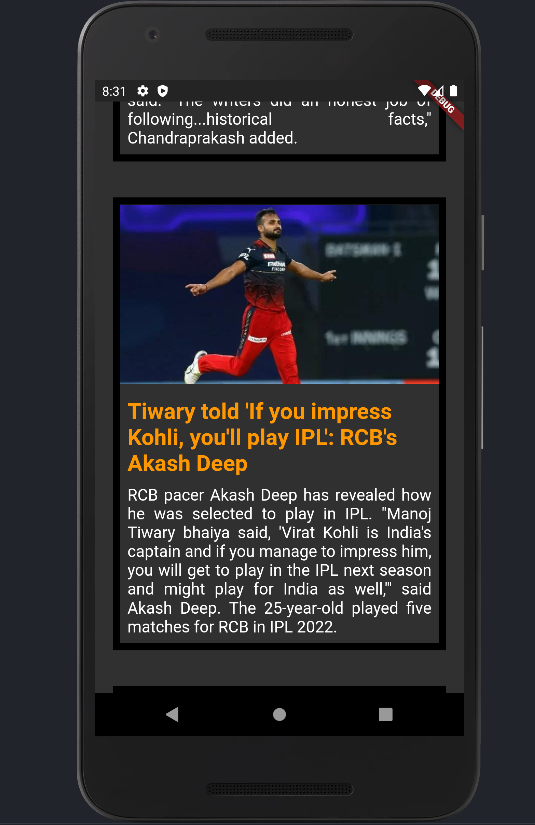 8:31
DEBUG
said. "The writers did an honest job of
following...historical facts,"
Chandraprakash added.
BATSMAN 1
1st INNINGS
Tiwary told 'If you impress
Kohli, you'll play IPL': RCB's
Akash Deep
RCB pacer Akash Deep has revealed how
he was selected to play in IPL. "Manoj
Tiwary bhaiya said, 'Virat Kohli is India's
captain and if you manage to impress him,
you will get to play in the IPL next season
and might play for India as well,'" said
Akash Deep. The 25-year-old played five
matches for RCB in IPL 2022.